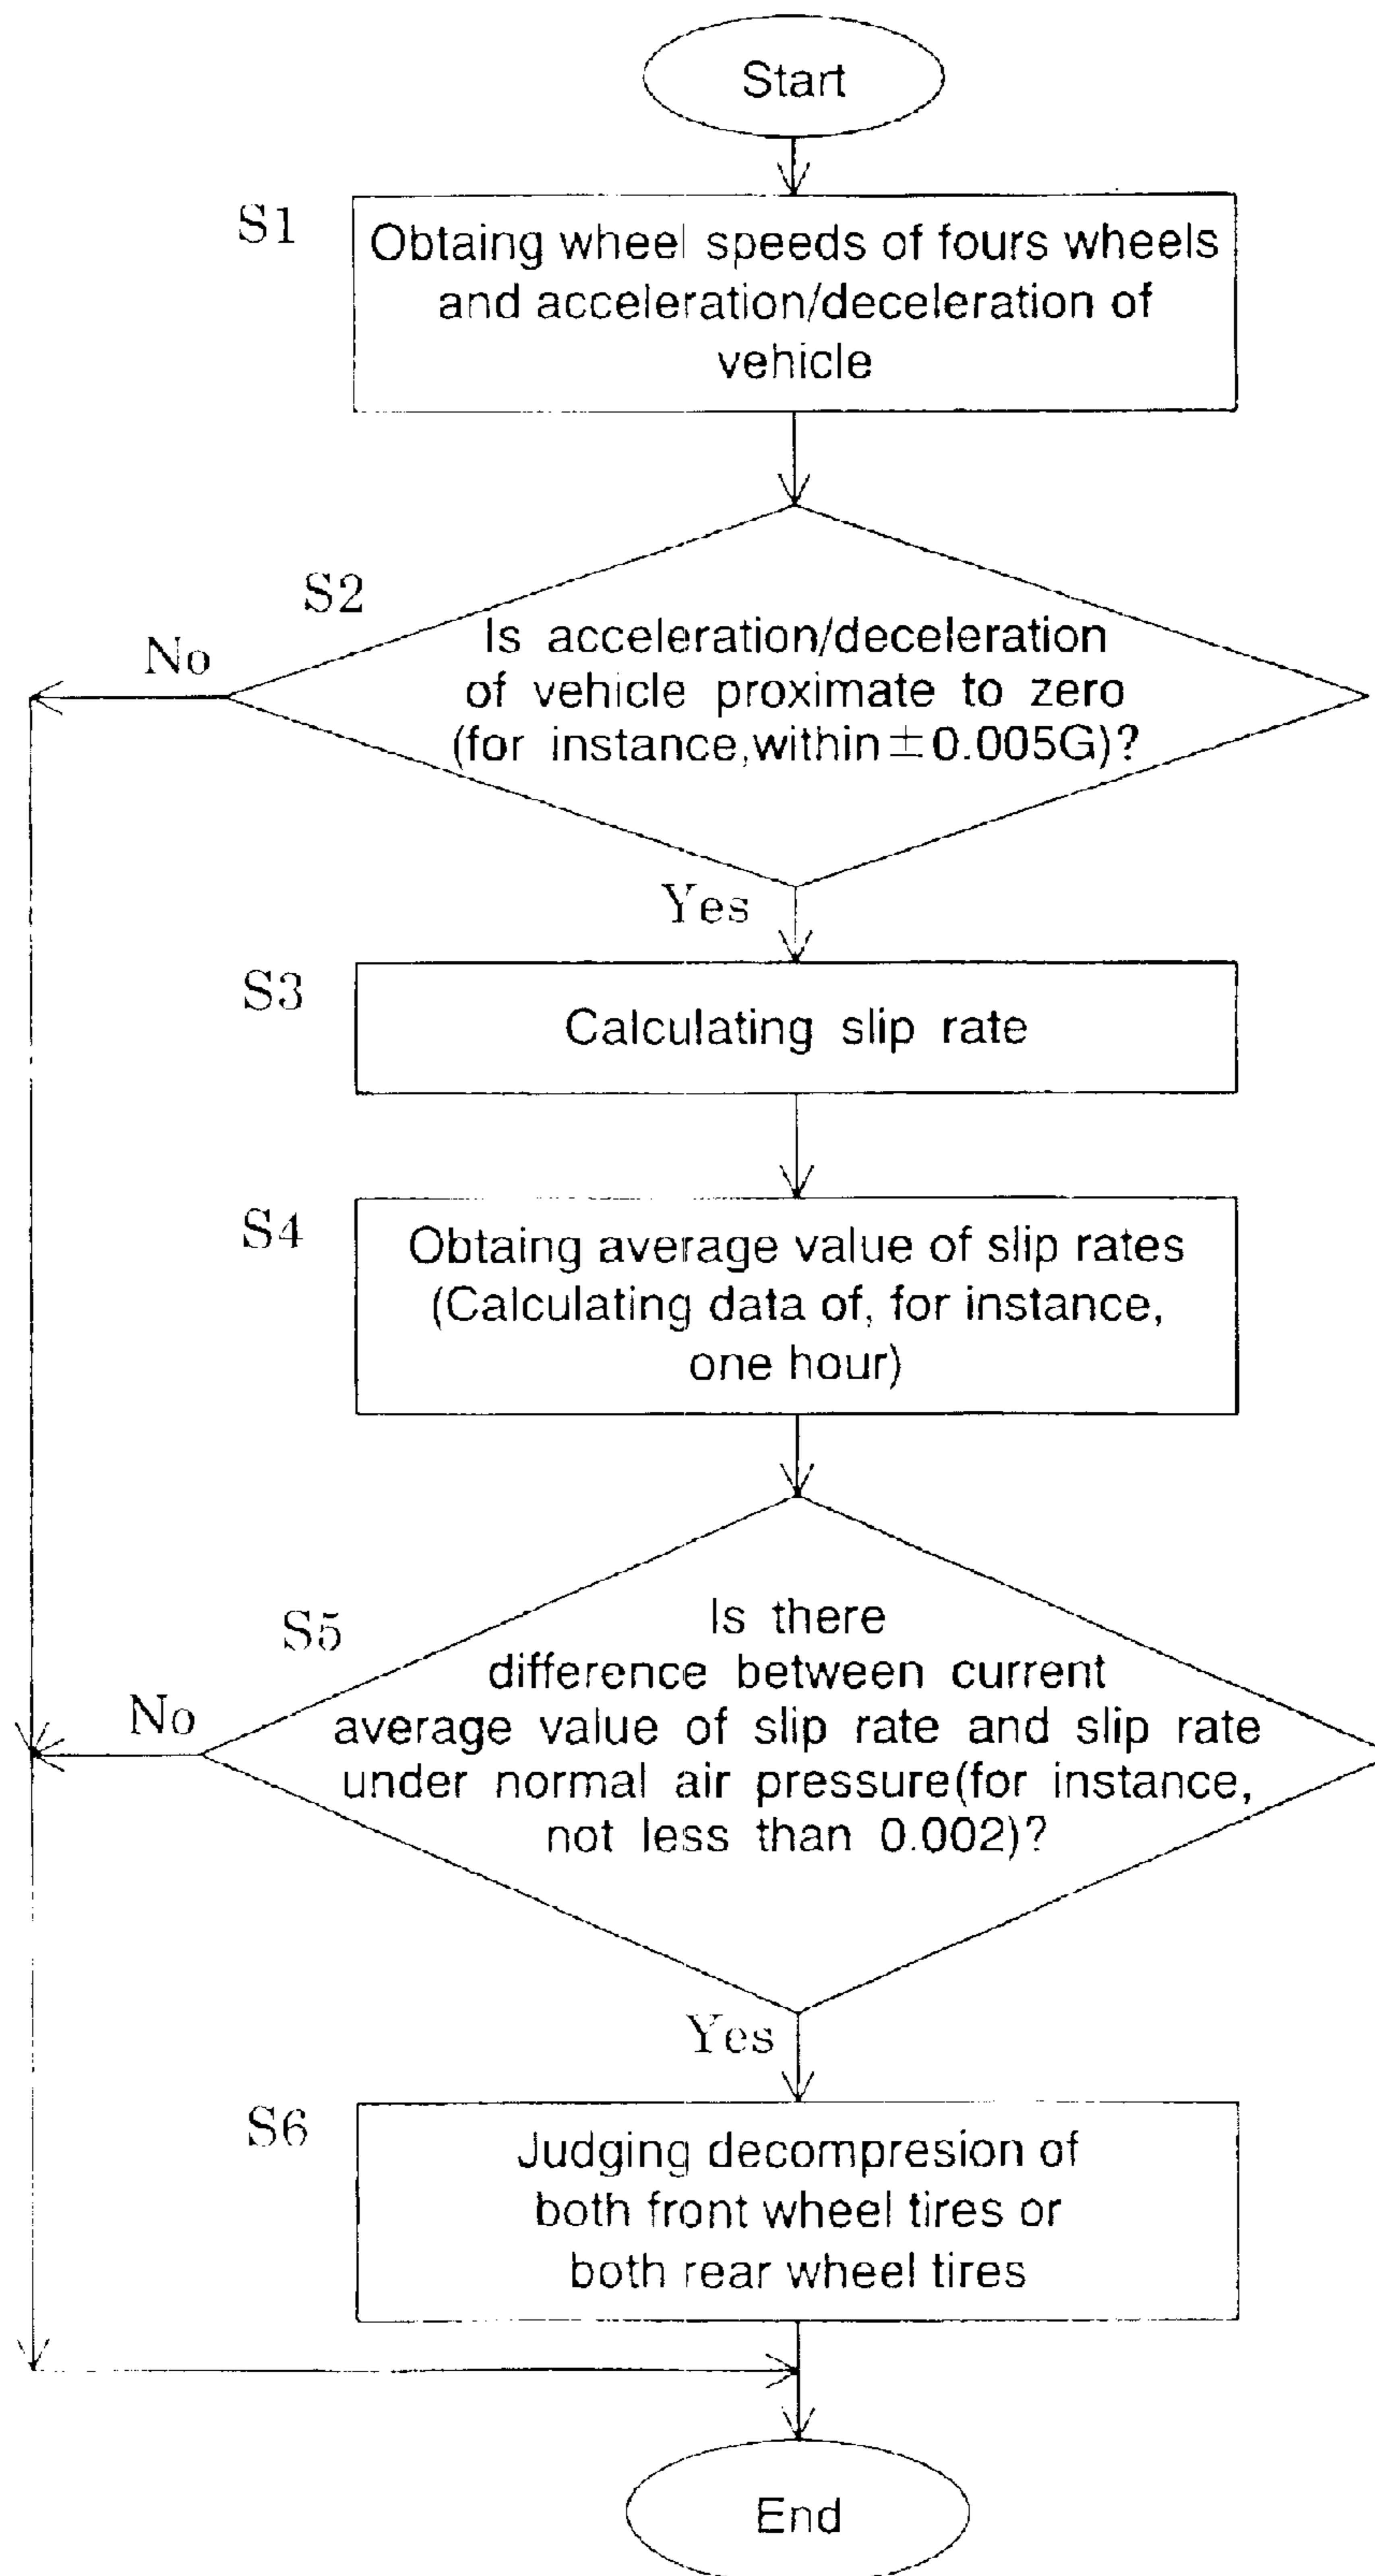 Start
S1
Obtaing wheel speeds of fours wheels
and acceleration/deceleration of
vehicle
S2
No
Is acceleration/deceleration
of vehicle proximate to zero
(for instance,within±0.005G)?
Yes
S3
Calculating slip rate
S4
Obtaing average value of slip rates
(Calculating data of, for instance,
one hour)
S5
No
Is there
difference between current
average value of slip rate and slip rate
under normal air pressure(for instance,
not less than 0.002)?
Yes
S6
Judging decompresion of
both front wheel tires or
both rear wheel tires
End